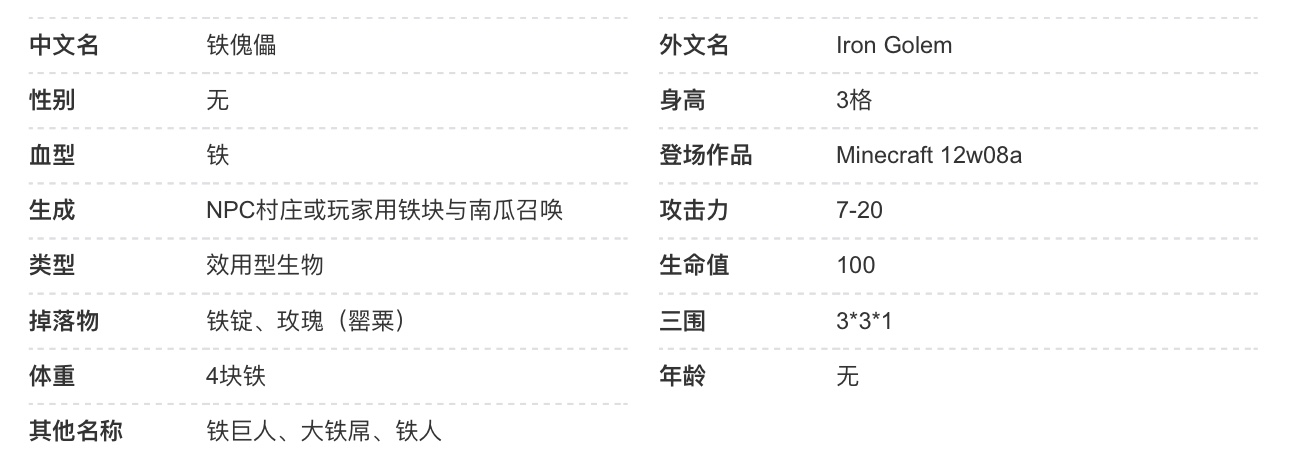 中文名 铁傀儡
性别 无
血型 铁
生成 NPC村庄或玩家用铁块与南瓜召唤
类型 效用型生物
掉落物 铁锭、玫瑰（罂粟）
体重 4块铁
其他名称 铁巨人、大铁屌、铁人
外文名 Iron Golem
身高 3格
登场作品 Minecraft 12w08a
攻击力 7-20
生命值 100
三围 3*3*1
年龄 无